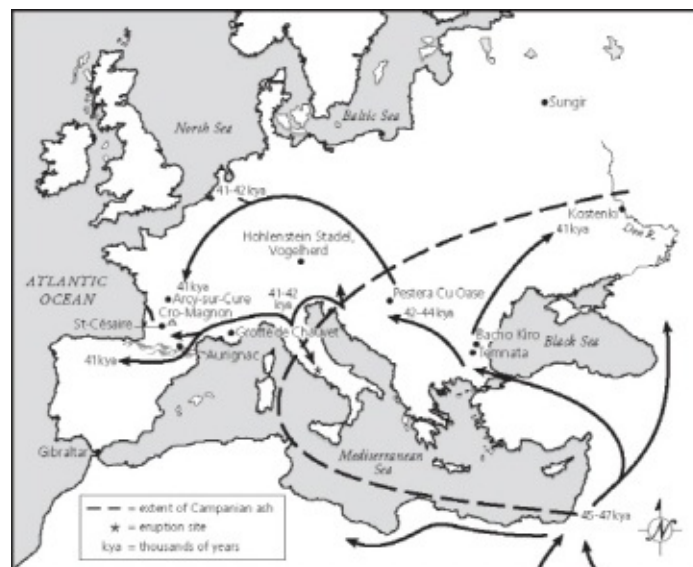 Sungir
North Sea
Baltic Sea
41-42 kya
Kostenki
41 kya
Don R.
Hohlenstein Stadel,
Vogelherd
ATLANTIC
OCEAN
41 kya
Arcy-sur-Cure
Cro-Magnon
41-42
kya
Pestera Cu Oase
42-44 kya
St-Césaire
Grotte de Chauvet
Bacho Kiro
Temnata
Black Sea
41 kya
Aurignac
Gibraltar
Mediterranean
Sea
= extent of Campanian ash
= eruption site
kya = thousands of years
45-47 kya
N